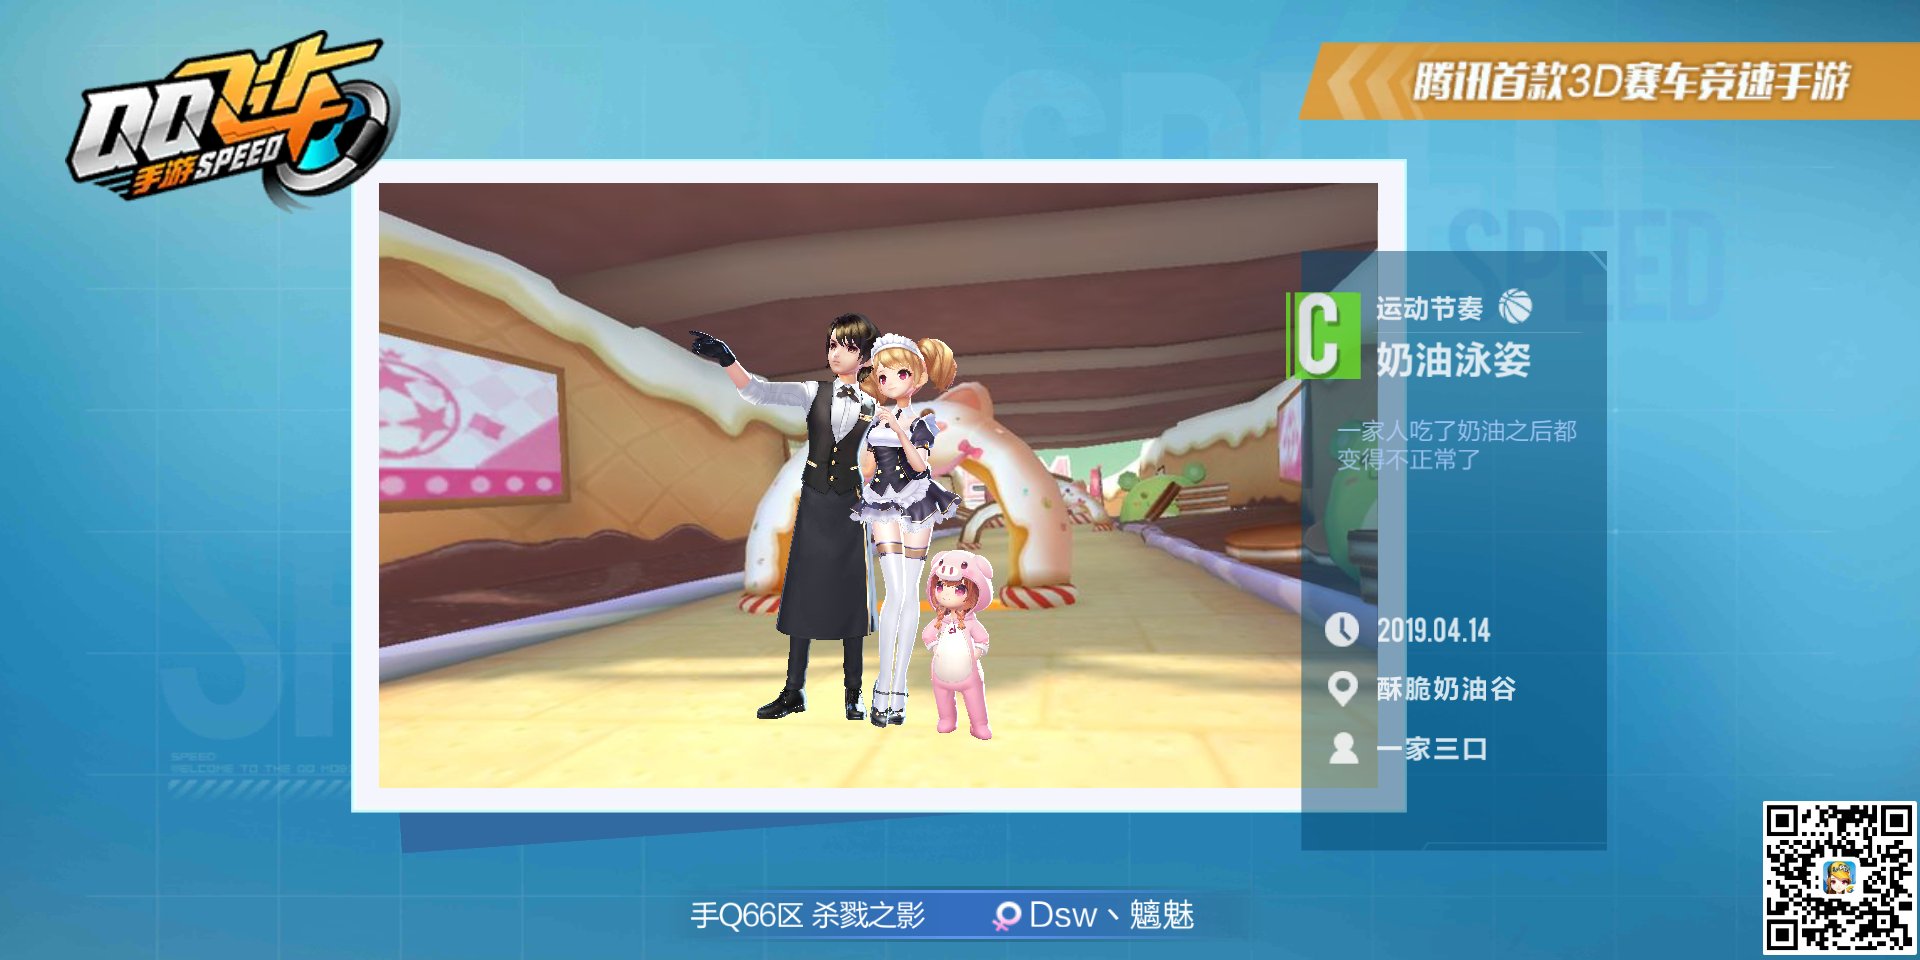 QQ飞车
手游SPEED
腾讯首款3D赛车竞速手游
SPEED
SPEED
C
运动节奏
奶油泳姿
一家人吃了奶油之后都
变得不正常了
2019.04.14
酥脆奶油谷
一家三口
SPEED
手Q66区 杀戮之影
Dsw丶魑魅